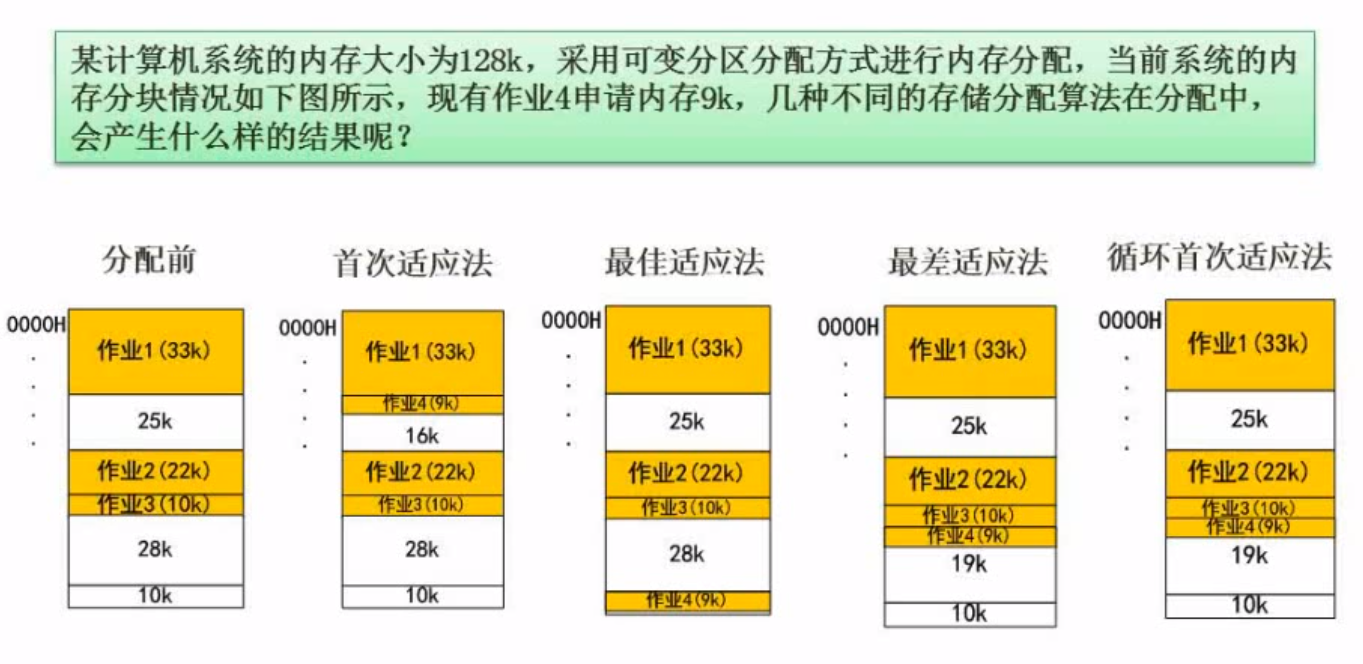 某计算机系统的内存大小为128k，采用可变分区分配方式进行内存分配，当前系统的内
存分块情况如下图所示，现有作业4申请内存9k，几种不同的存储分配算法在分配中，
会产生什么样的结果呢？
分配前
0000H
作业1(33k)
25k
作业2(22k)
作业3(10k)
28k
10k
首次适应法
0000H
作业1(33k)
作业4(9k)
16k
作业2(22k)
作业3(10k)
28k
10k
最佳适应法
0000H
作业1(33k)
25k
作业2(22k)
作业3(10k)
28k
作业4(9k)
最差适应法
0000H
作业1(33k)
25k
作业2(22k)
作业3(10k)
作业4(9k)
19k
10k
循环首次适应法
0000H
作业1(33k)
25k
作业2(22k)
作业3(10k)
作业4(9k)
19k
10k